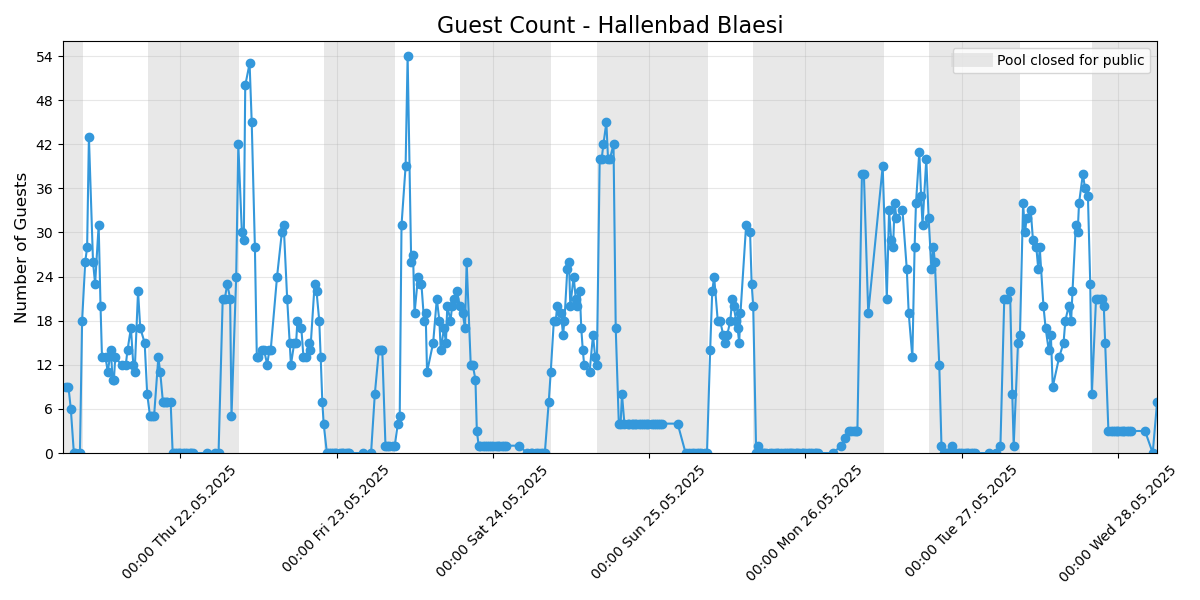 Guest Count - Hallenbad Blaesi
Pool closed for public
Number of Guests
54
48
42
36
30
24
18
12
6
0
00:00 Thu 22.05.2025
00:00 Fri 23.05.2025
00:00 Sat 24.05.2025
00:00 Sun 25.05.2025
00:00 Mon 26.05.2025
00:00 Tue 27.05.2025
00:00 Wed 28.05.2025